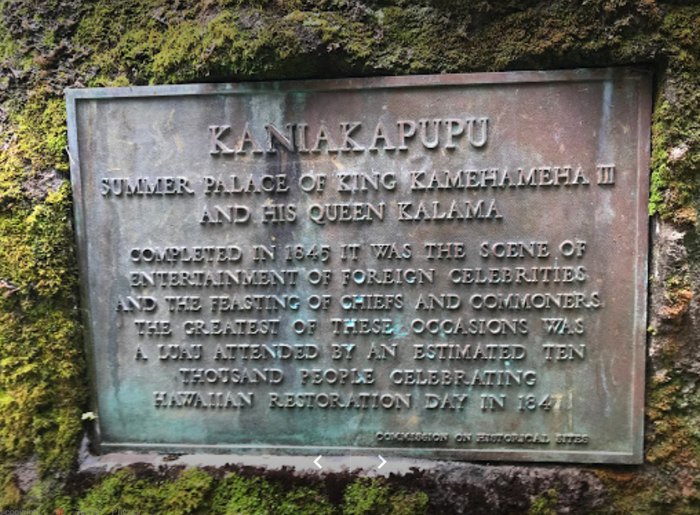 KANIAKAPUPU
SUMMER PALACE OF KING KAMEHAMEHA III
AND HIS QUEEN KALAMA
COMPLETED IN 1845 IT WAS THE SCENE OF
ENTERTAINMENT OF FOREIGN CELEBRITIES
AND THE FEASTING OF CHIEFS AND COMMONERS.
THE GREATEST OF THESE OCCASIONS WAS
A LUAU ATTENDED BY AN ESTIMATED TEN
THOUSAND PEOPLE CELEBRATING
HAWAIIAN RESTORATION DAY IN 1847.
COMMISSION ON HISTORICAL SITES